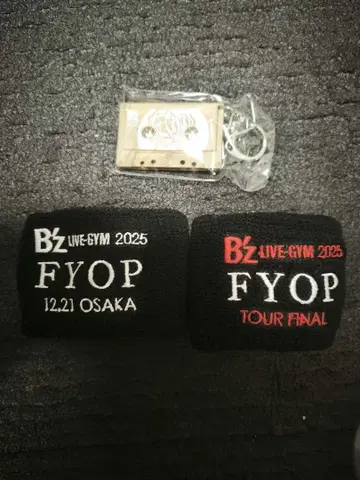 B'z LIVE-GYM 2025
FYOP
12.21 OSAKA
B'z LIVE-GYM 2025
FYOP
TOUR FINAL